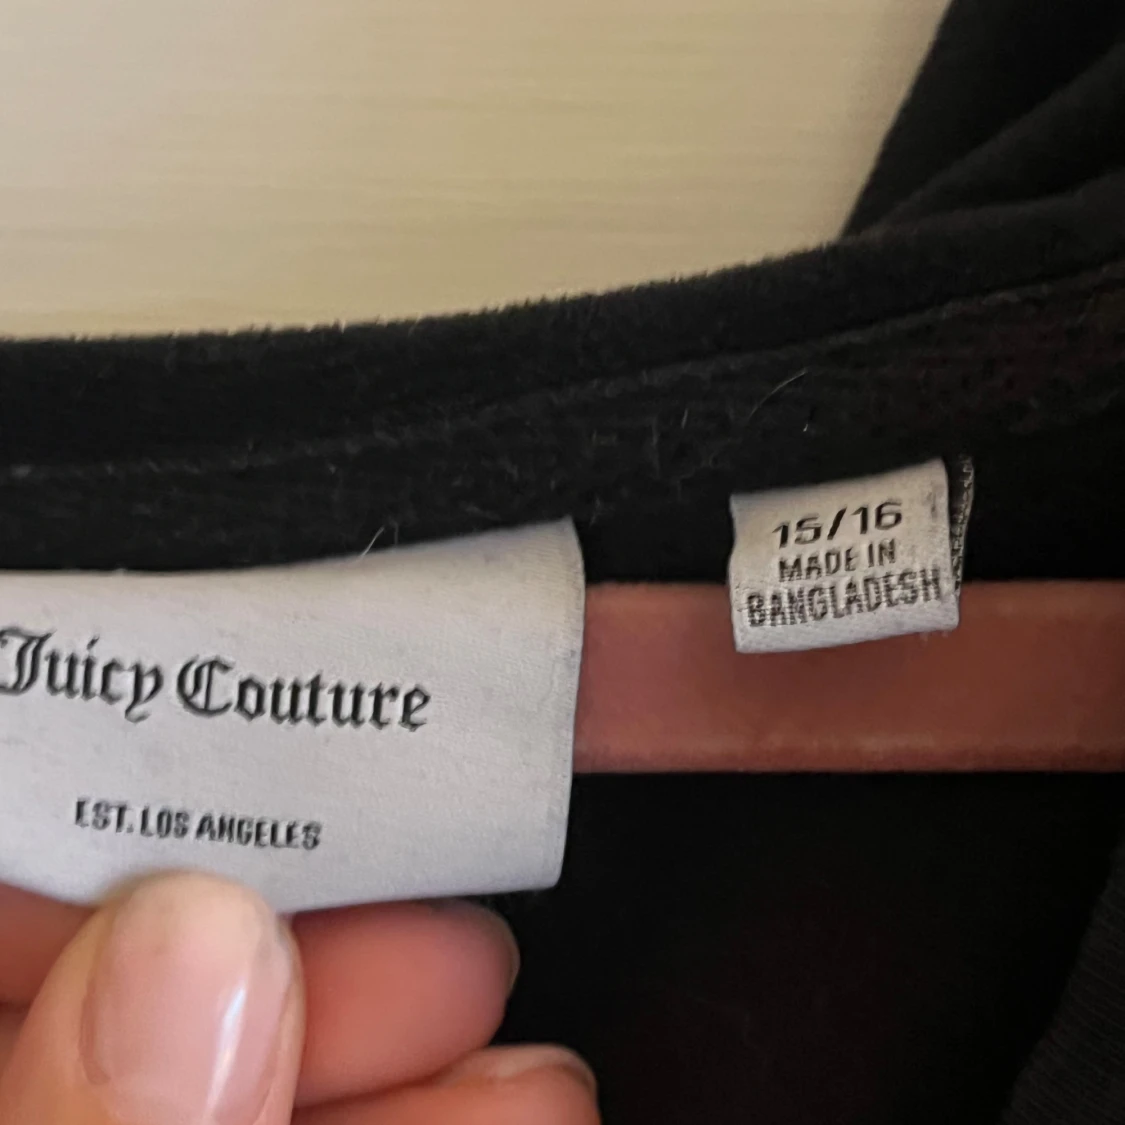 Juicy Couture
EST. LOS ANGELES
15/16
MADE IN
BANGLADESH